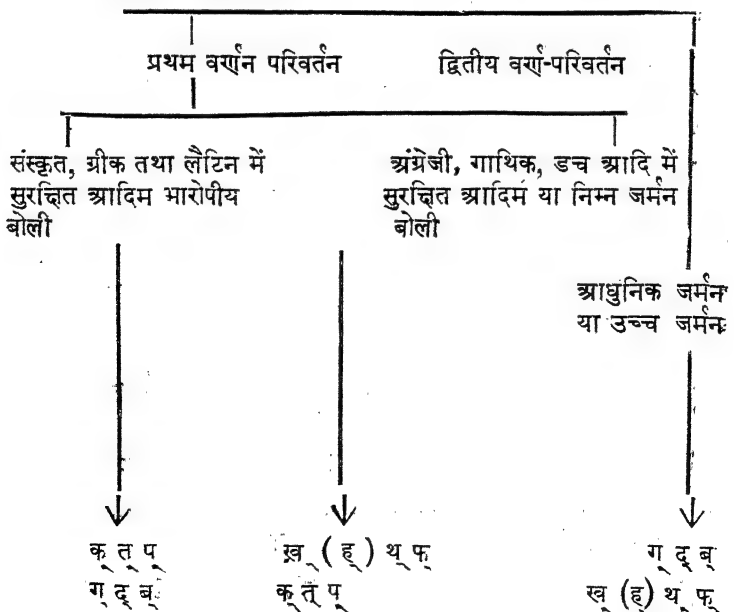 प्रथम वर्णन परिवर्तन द्वितीय वर्ण-परिवर्तन
संस्कृत, ग्रीक तथा लैटिन में
सुरक्षित आदिम भारोपीय
बोली
अंग्रेजी, गाथिक, डच आदि में
सुरक्षित आदिम या निम्न जर्मन
बोली
आधुनिक जर्मन
या उच्च जर्मन
क् त् प् ख़् (ह्) थ् फ् ग् द् ब्
ग् द् ब् क् त् प् ख् (ह्) थ् फ्